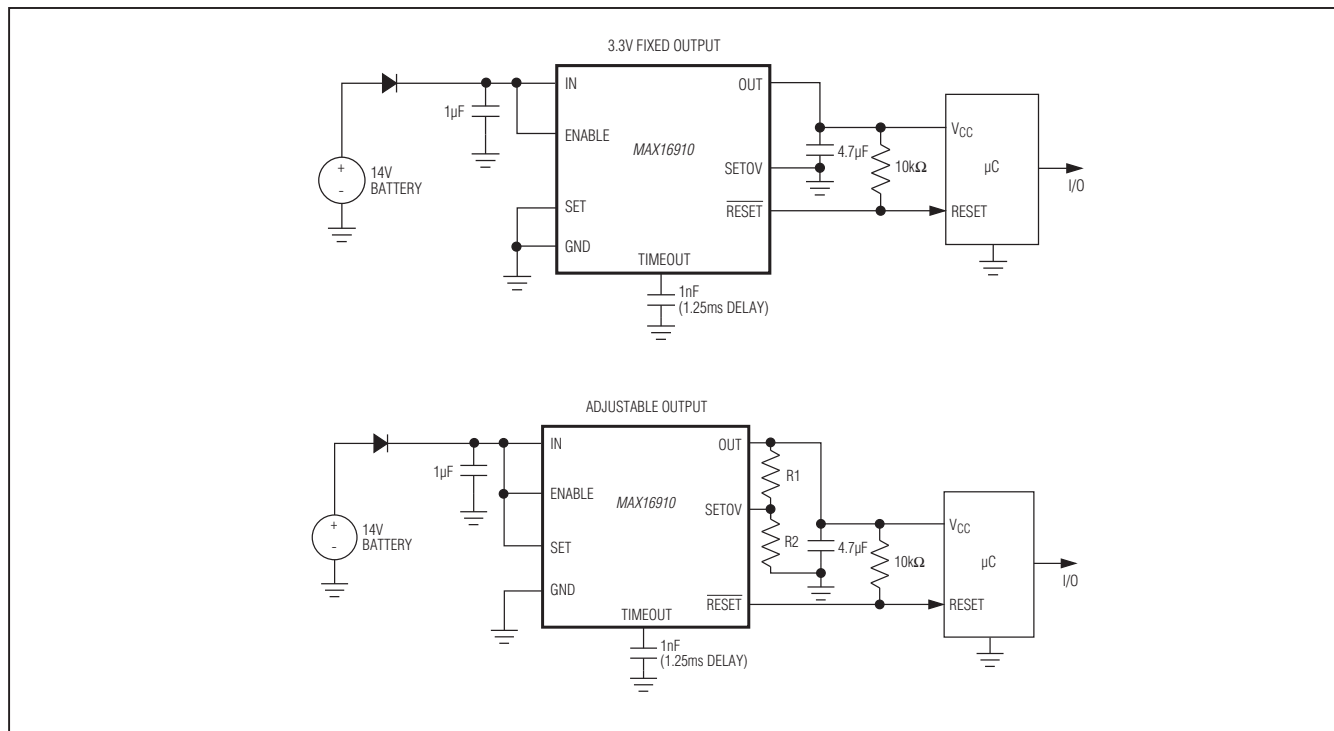 3.3V FIXED OUTPUT
IN
OUT
1µF
ENABLE
MAX16910
SETOV
4.7µF
10kΩ
VCC
µC
I/O
14V
BATTERY
+
-
SET
RESET
RESET
GND
TIMEOUT
1nF
(1.25ms DELAY)
ADJUSTABLE OUTPUT
IN
OUT
1µF
R1
ENABLE
MAX16910
SETOV
R2
4.7µF
10kΩ
VCC
µC
I/O
14V
BATTERY
+
-
SET
GND
RESET
RESET
TIMEOUT
1nF
(1.25ms DELAY)